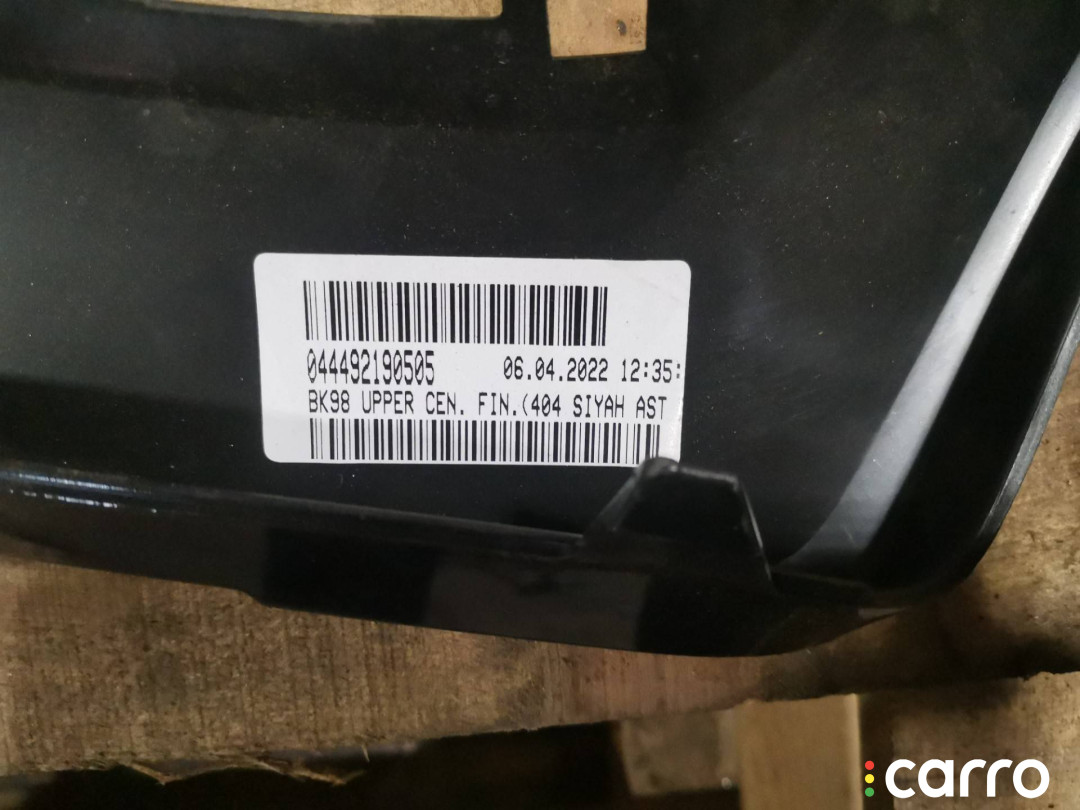 044492190505 06.04.2022 12:35:
BK98 UPPER CEN. FIN.(404 SIYAH AST
carro